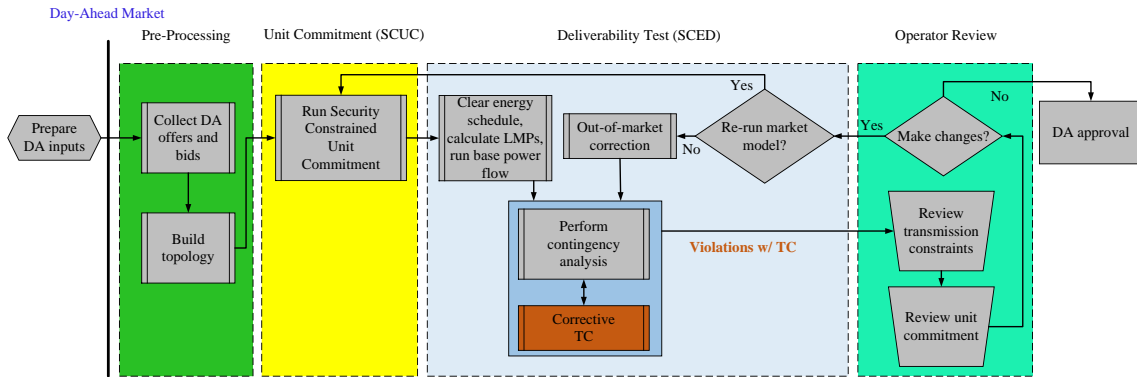 Day-Ahead Market
Pre-Processing
Unit Commitment (SCUC)
Deliverability Test (SCED)
Operator Review
Prepare
DA inputs
Collect DA
offers and
bids
Build
topology
Run Security
Constrained
Unit
Commitment
Clear energy
schedule,
calculate LMPs,
run base power
flow
Out-of-market
correction
Yes
No
Re-run market
model?
Yes
Make changes?
No
DA approval
Perform
contingency
analysis
Corrective
TC
Violations w/ TC
Review
transmission
constraints
Review unit
commitment